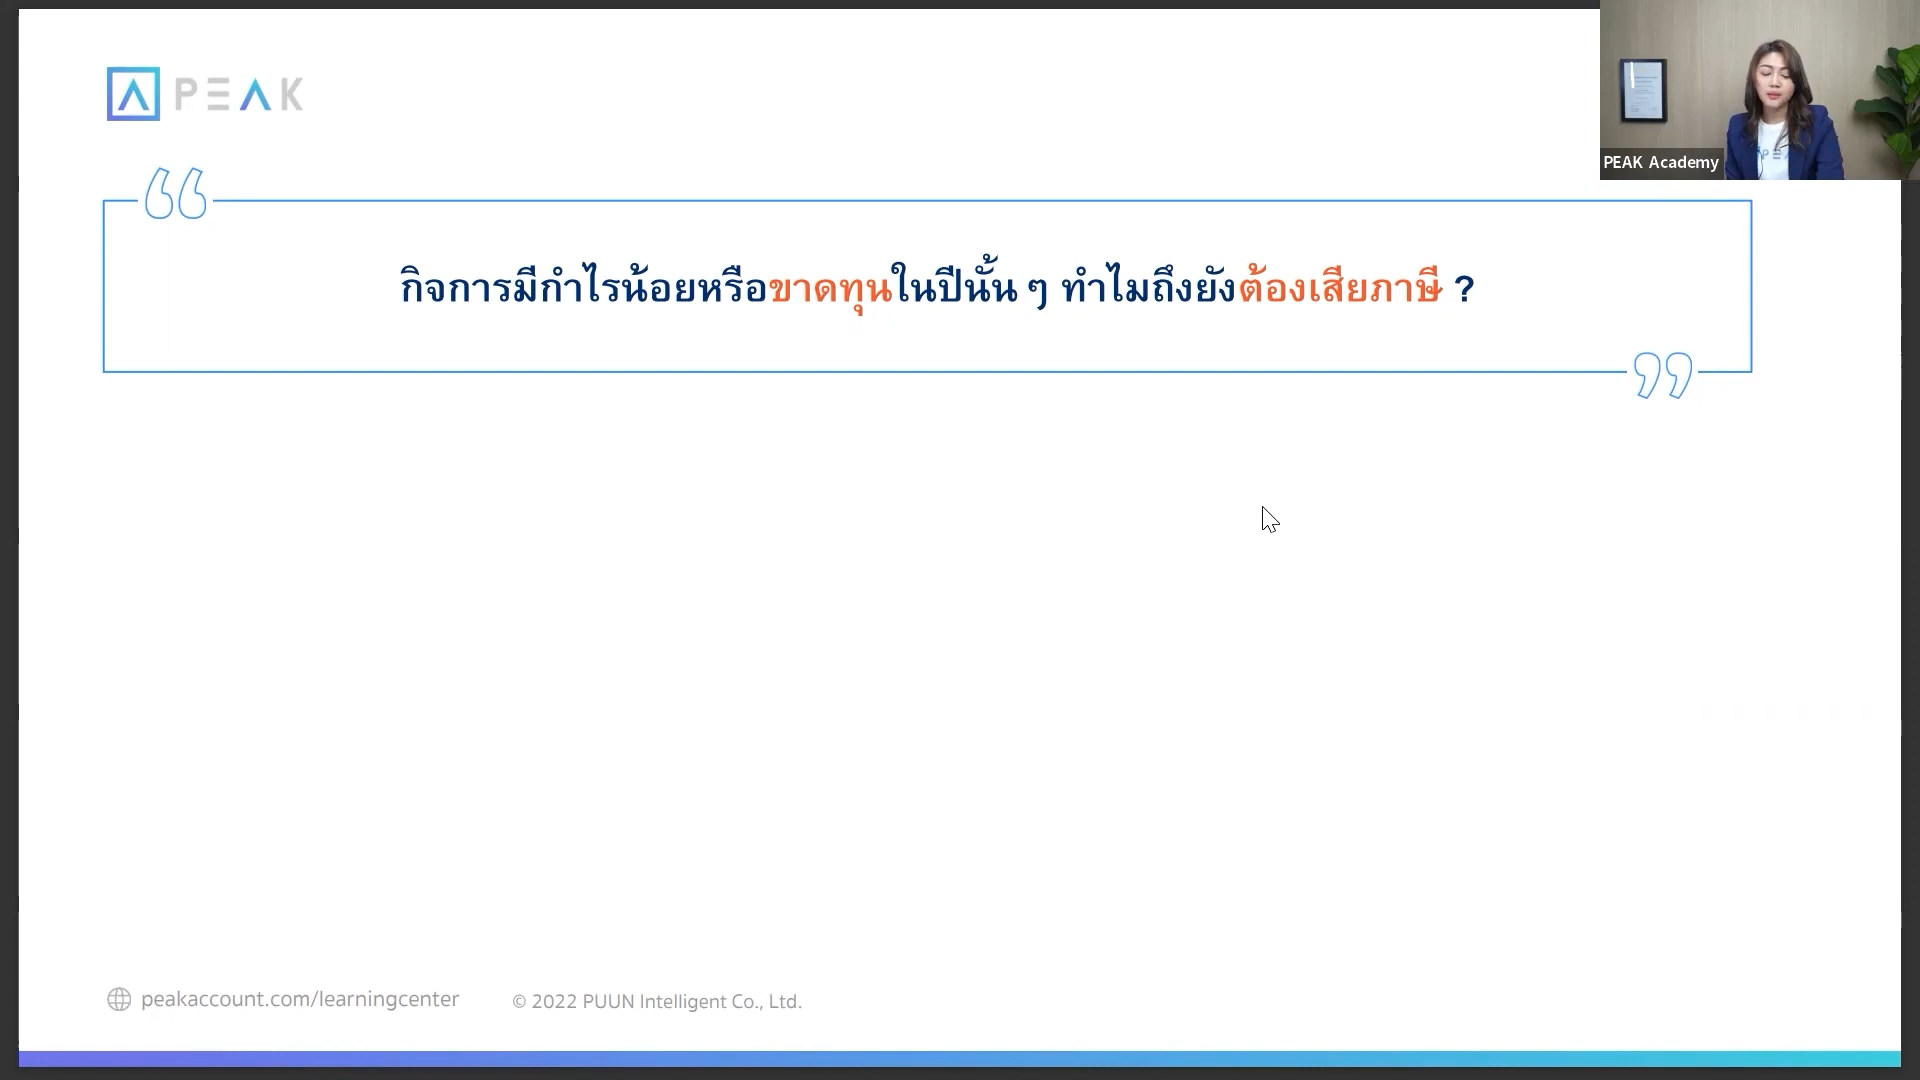 PEAK
PEAK Academy
กิจการมีกำไรน้อยหรือขาดทุนในปีนั้น ๆ ทำไมถึงยังต้องเสียภาษี ?
peakaccount.com/learningcenter
© 2022 PUUN Intelligent Co., Ltd.